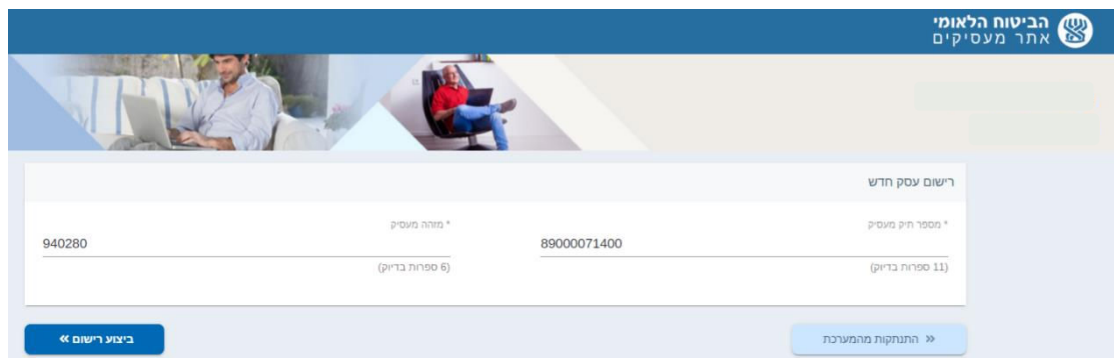 הביטוח הלאומי
אתר מעסיקים
רישום עסק חדש
* מספר תיק מעסיק
89000071400
(11 ספרות בדיוק)
* מזהה מעסיק
940280
(6 ספרות בדיוק)
« התנתקות מהמערכת
ביצוע רישום »